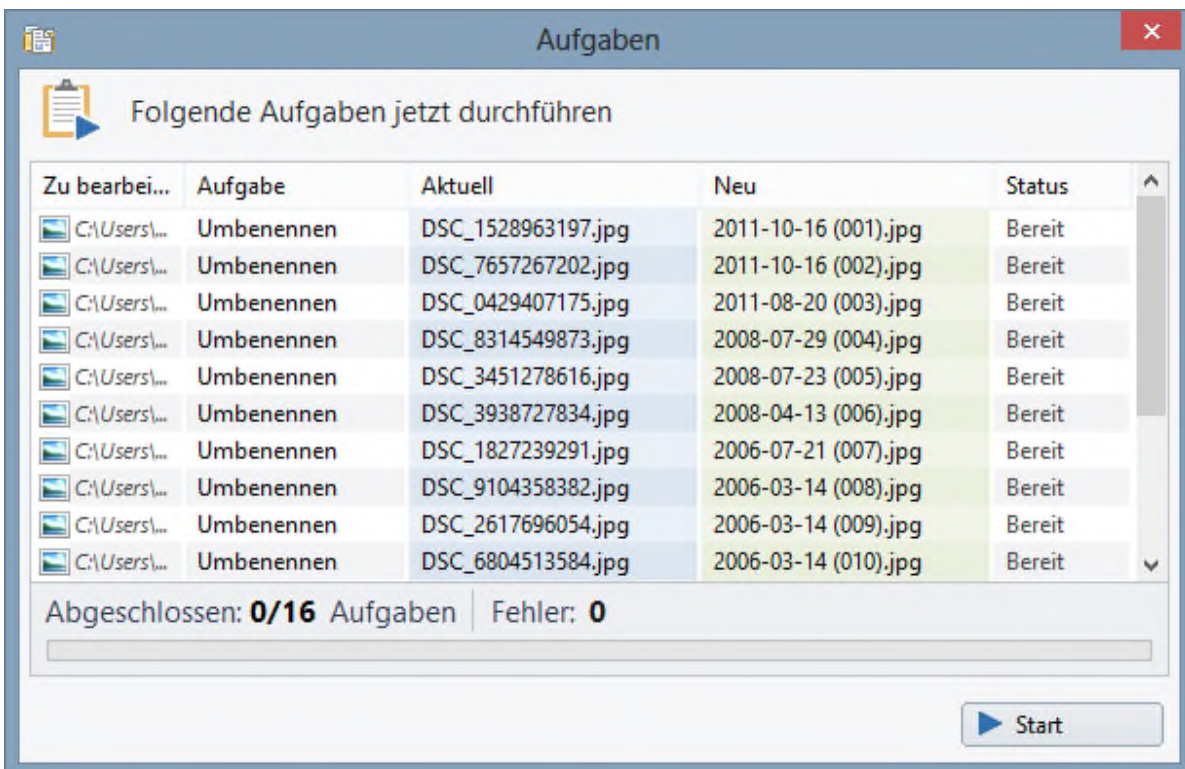 Aufgaben
Folgende Aufgaben jetzt durchführen
Zu bearbei... Aufgabe Aktuell Neu Status
C:\Users\... Umbenennen DSC_1528963197.jpg 2011-10-16 (001).jpg Bereit
C:\Users\... Umbenennen DSC_7657267202.jpg 2011-10-16 (002).jpg Bereit
C:\Users\... Umbenennen DSC_0429407175.jpg 2011-08-20 (003).jpg Bereit
C:\Users\... Umbenennen DSC_8314549873.jpg 2008-07-29 (004).jpg Bereit
C:\Users\... Umbenennen DSC_3451278616.jpg 2008-07-23 (005).jpg Bereit
C:\Users\... Umbenennen DSC_3938727834.jpg 2008-04-13 (006).jpg Bereit
C:\Users\... Umbenennen DSC_1827239291.jpg 2006-07-21 (007).jpg Bereit
C:\Users\... Umbenennen DSC_9104358382.jpg 2006-03-14 (008).jpg Bereit
C:\Users\... Umbenennen DSC_2617696054.jpg 2006-03-14 (009).jpg Bereit
C:\Users\... Umbenennen DSC_6804513584.jpg 2006-03-14 (010).jpg Bereit
Abgeschlossen: 0/16 Aufgaben Fehler: 0
Start